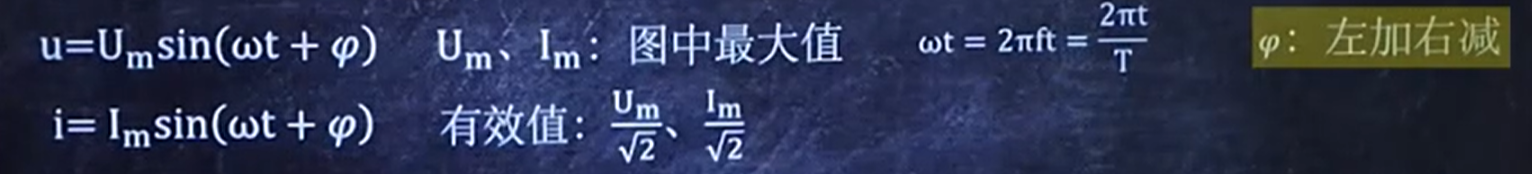 u=Uₘsin(ωt + φ) Uₘ、Iₘ：图中最大值 ωt = 2πft = 2πt/T φ：左加右减
i= Iₘsin(ωt + φ) 有效值：Uₘ/√2、Iₘ/√2